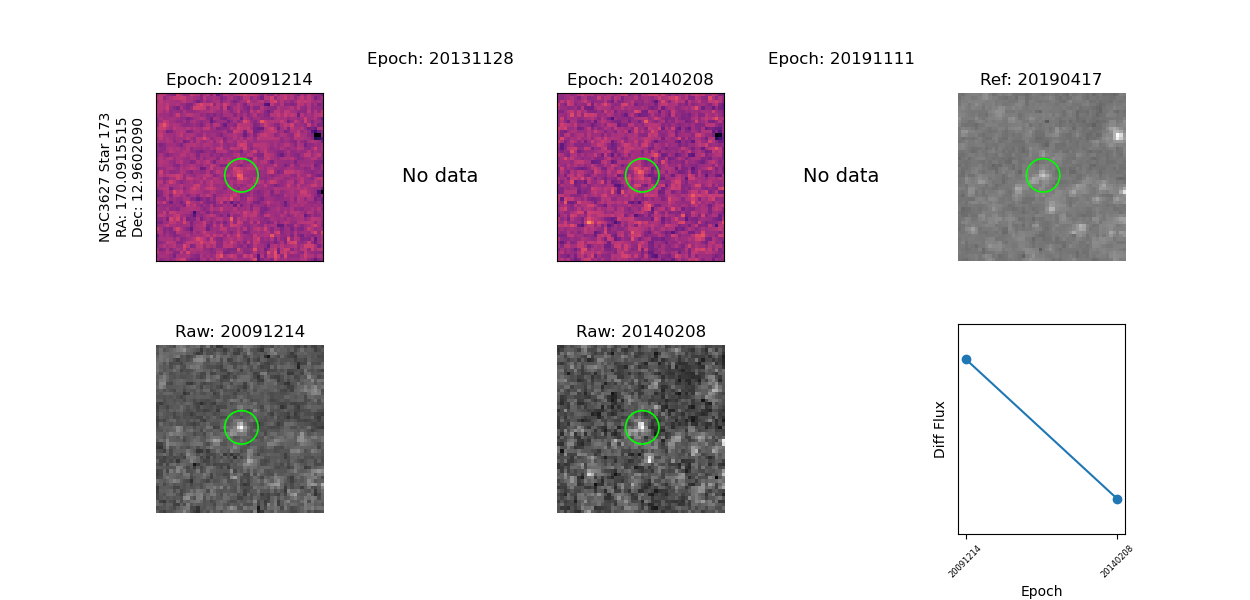 Epoch: 20131128
Epoch: 20191111
Epoch: 20091214
Epoch: 20140208
Ref: 20190417
NGC3627 Star 173
RA: 170.0915515
Dec: 12.9602090
No data
No data
Raw: 20091214
Raw: 20140208
Diff Flux
20091214
20140208
Epoch